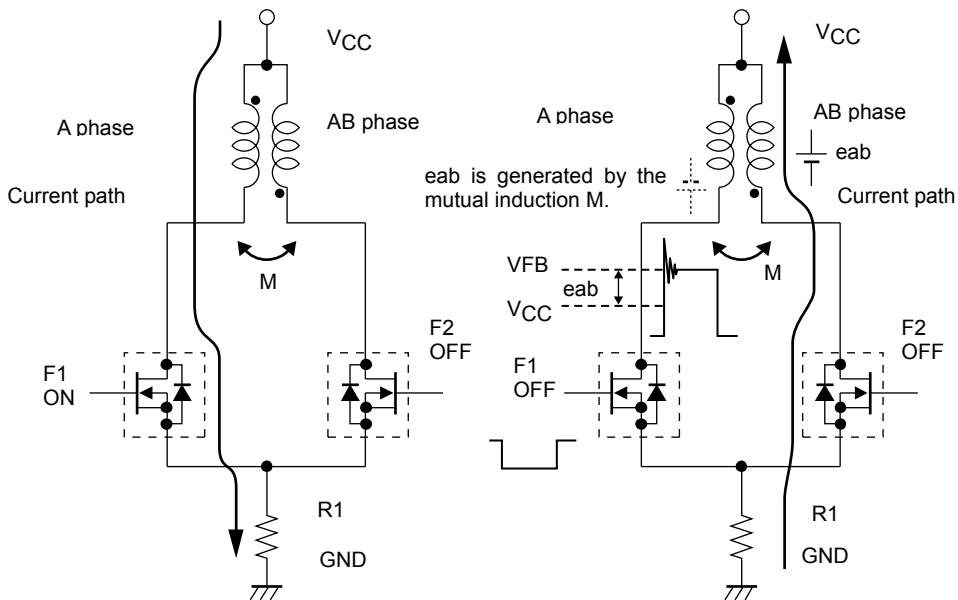 VCC
A phase
AB phase
Current path
M
F1
ON
F2
OFF
R1
GND
VCC
A phase
AB phase
eab
eab is generated by the
mutual induction M.
Current path
M
VFB
eab
VCC
F1
OFF
F2
OFF
R1
GND